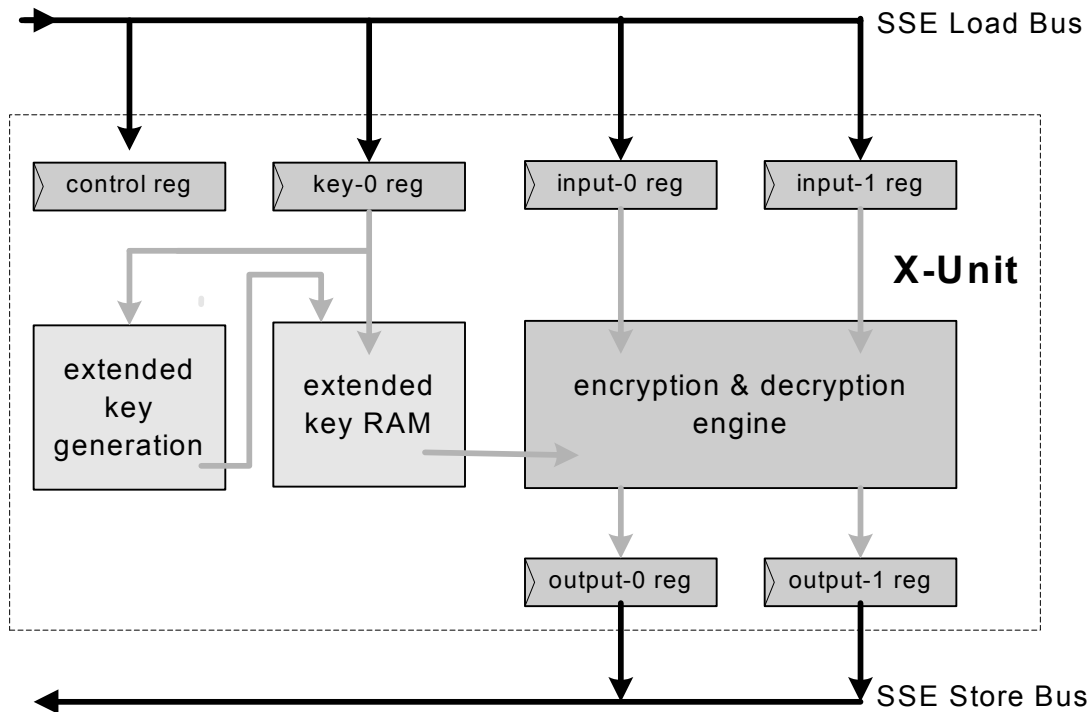 SSE Load Bus
control reg
key-0 reg
input-0 reg
input-1 reg
X-Unit
extended
key
generation
extended
key RAM
encryption & decryption
engine
output-0 reg
output-1 reg
SSE Store Bus